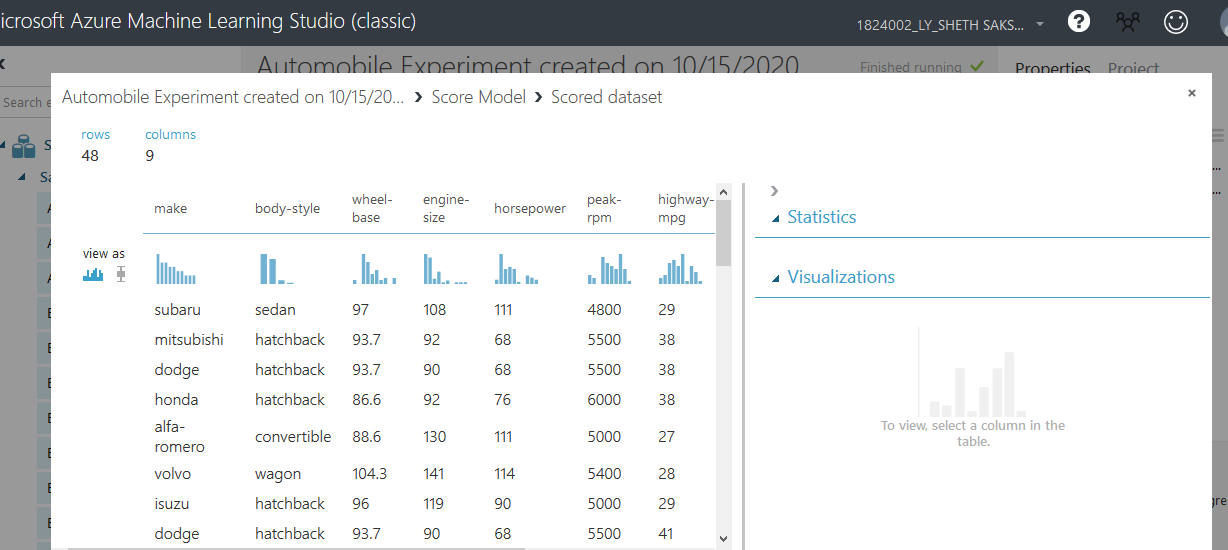 icrosoft Azure Machine Learning Studio (classic)
1824002_LY_SHETH SAKS...
?
Automobile Experiment created on 10/15/2020
Finished running
Properties Project
Automobile Experiment created on 10/15/20... > Score Model > Scored dataset
×
Search e
rows columns
48 9
make body-style wheel-base engine-size horsepower peak-rpm highway-mpg
view as
subaru sedan 97 108 111 4800 29
mitsubishi hatchback 93.7 92 68 5500 38
dodge hatchback 93.7 90 68 5500 38
honda hatchback 86.6 92 76 6000 38
alfa-romero convertible 88.6 130 111 5000 27
volvo wagon 104.3 141 114 5400 28
isuzu hatchback 96 119 90 5000 29
dodge hatchback 93.7 90 68 5500 41
Statistics
Visualizations
To view, select a column in the
table.